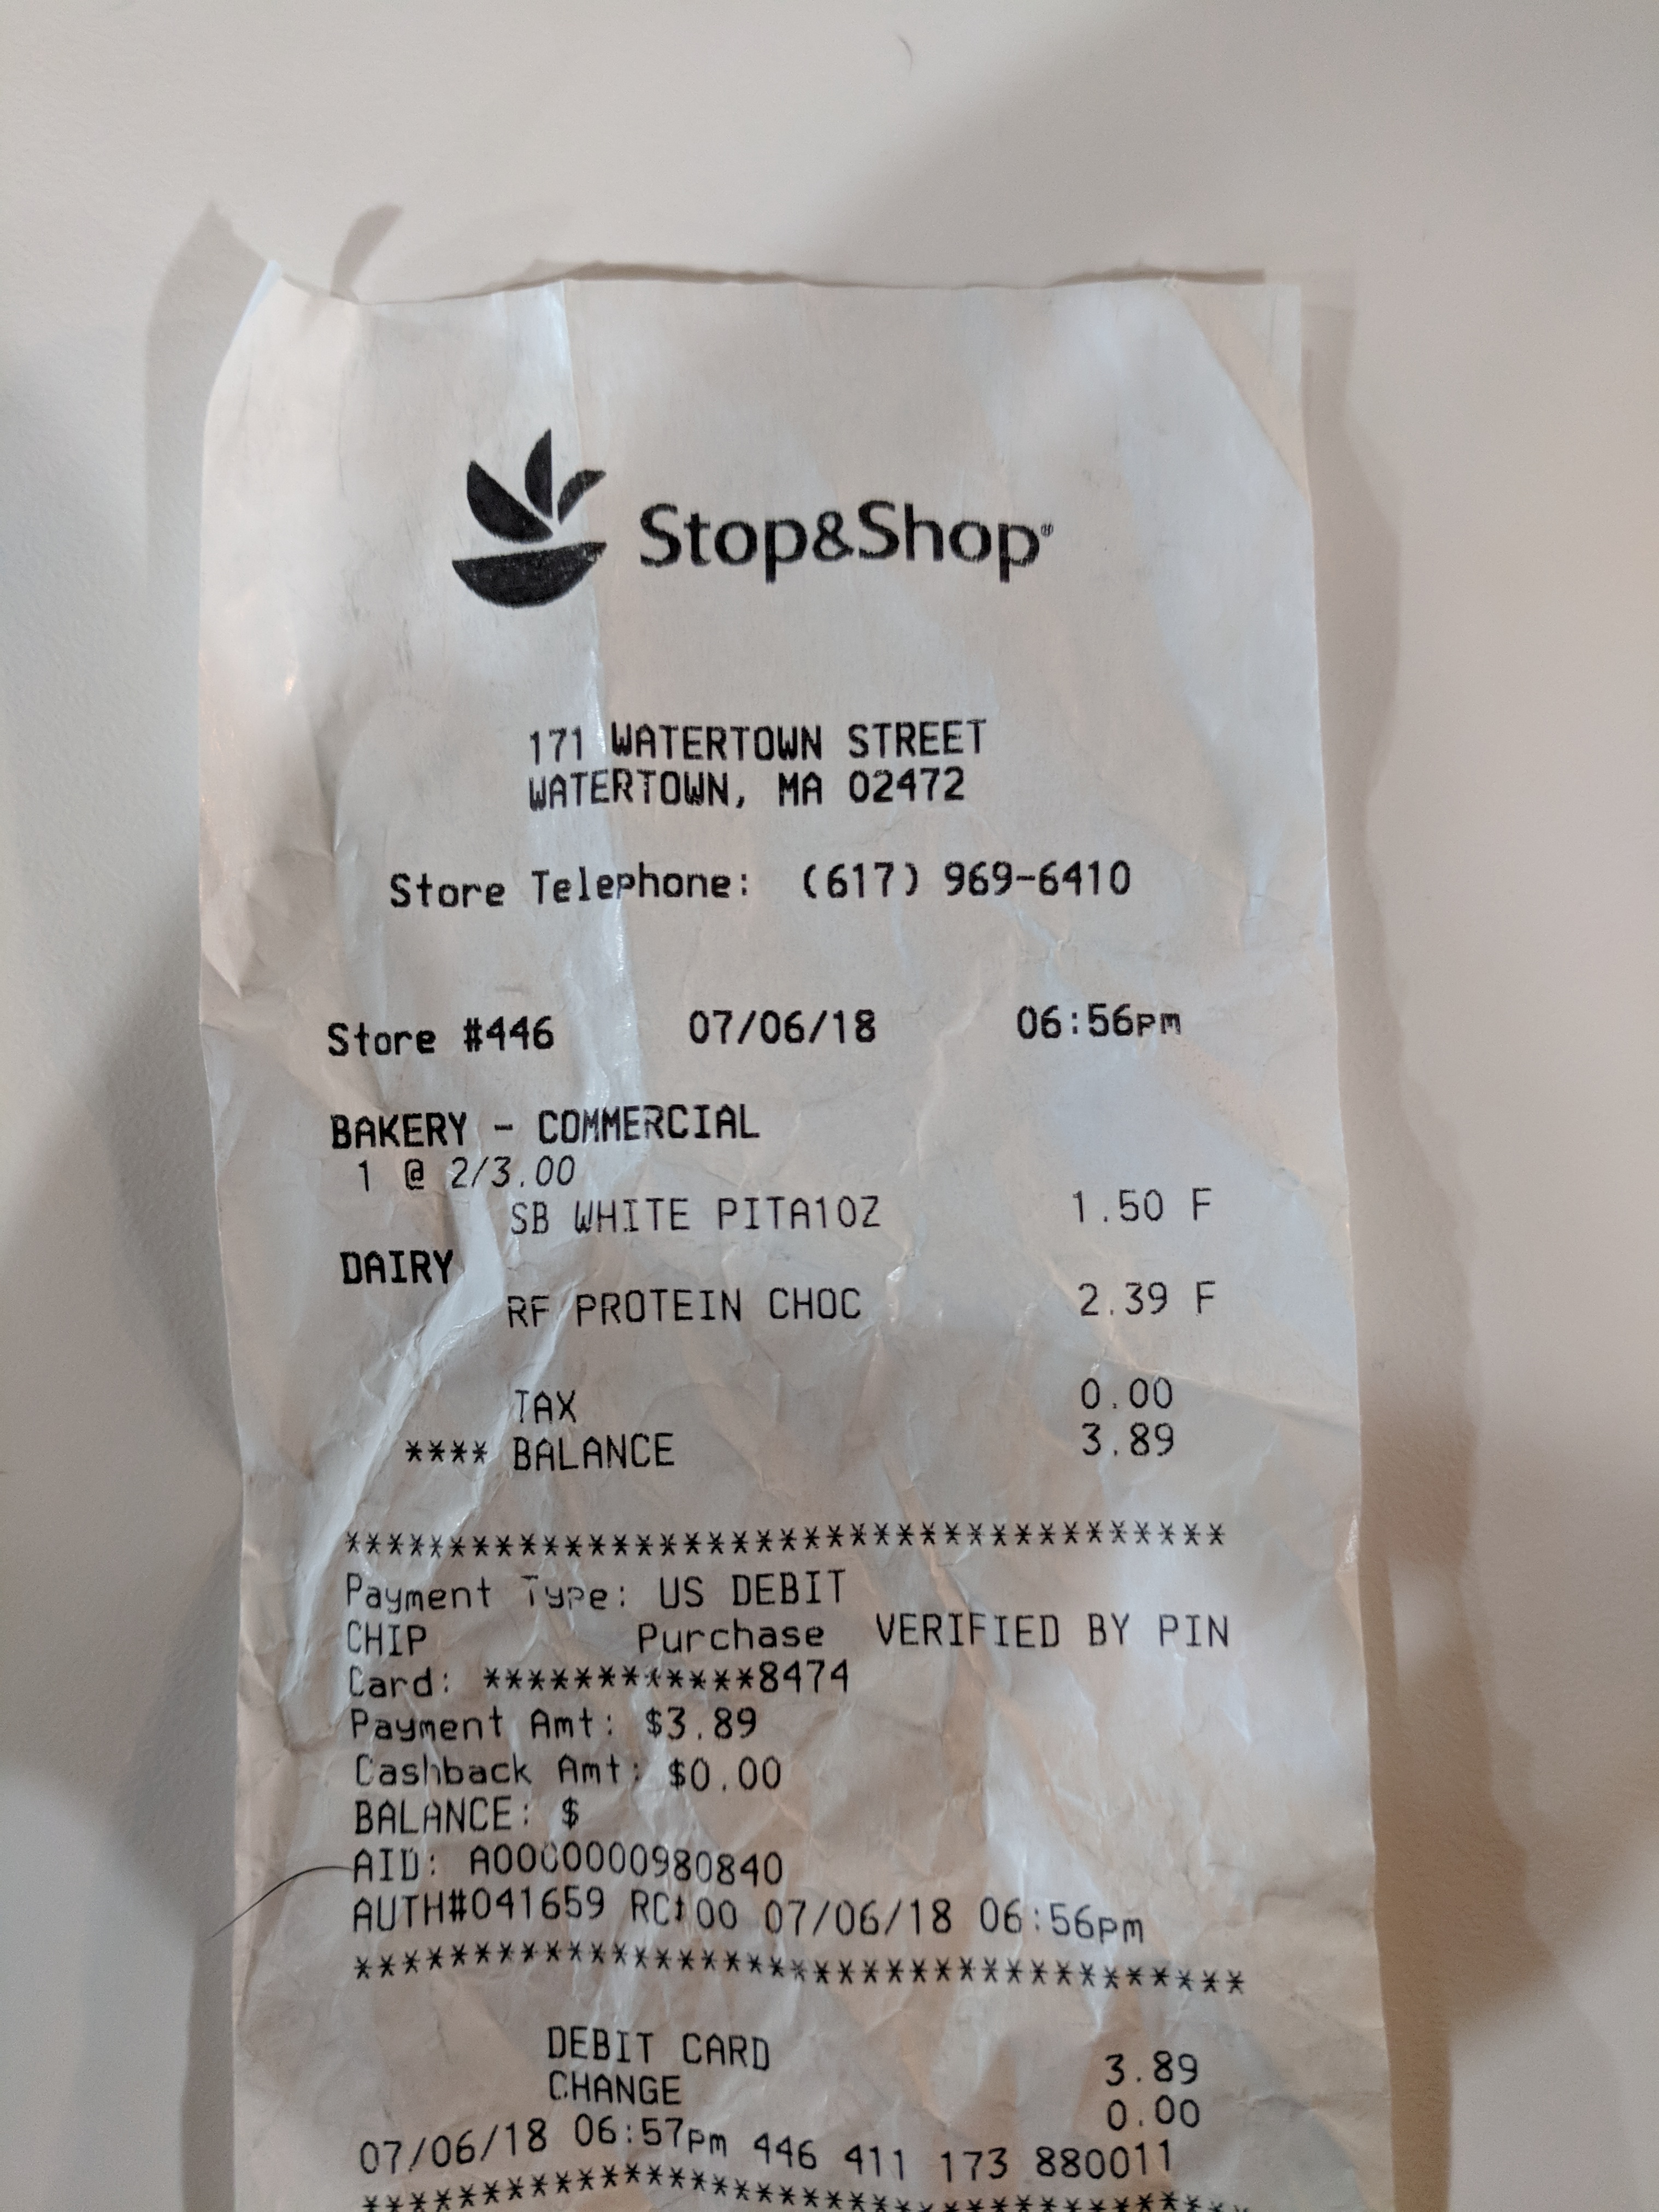 Stop&Shop®
171 WATERTOWN STREET
WATERTOWN, MA 02472
Store Telephone: (617) 969-6410
Store #446 07/06/18 06:56pm
BAKERY - COMMERCIAL
1 @ 2/3.00
SB WHITE PITA10Z 1.50 F
DAIRY
RF PROTEIN CHOC 2.39 F
TAX 0.00
**** BALANCE 3.89
**************************************
Payment Type: US DEBIT
CHIP Purchase VERIFIED BY PIN
Card: ************8474
Payment Amt: $3.89
Cashback Amt: $0.00
BALANCE: $
AID: A0000000980840
AUTH#041659 RC#00 07/06/18 06:56pm
**************************************
DEBIT CARD 3.89
CHANGE 0.00
07/06/18 06:57pm 446 411 173 880011
**************************************